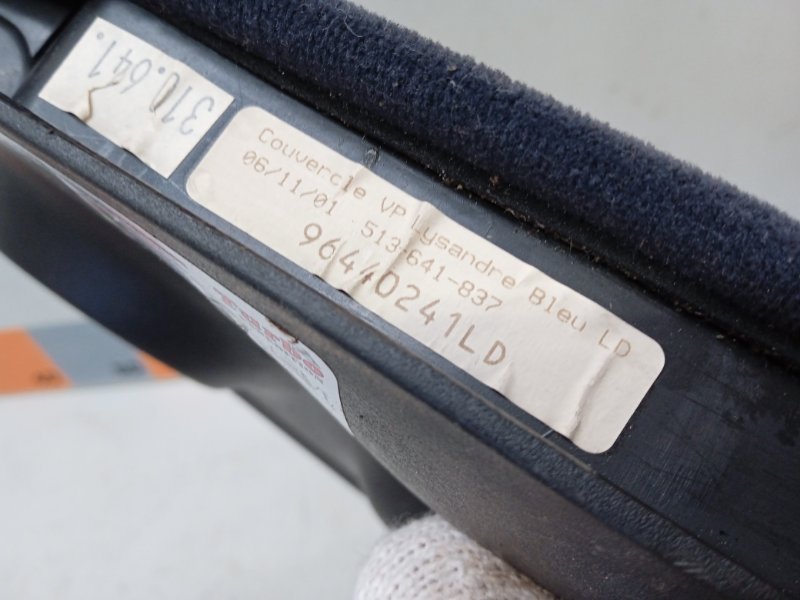 310.641.
Couvercle VP Lysandre Bleu LD
06/11/01 513-641-837
96440241LD